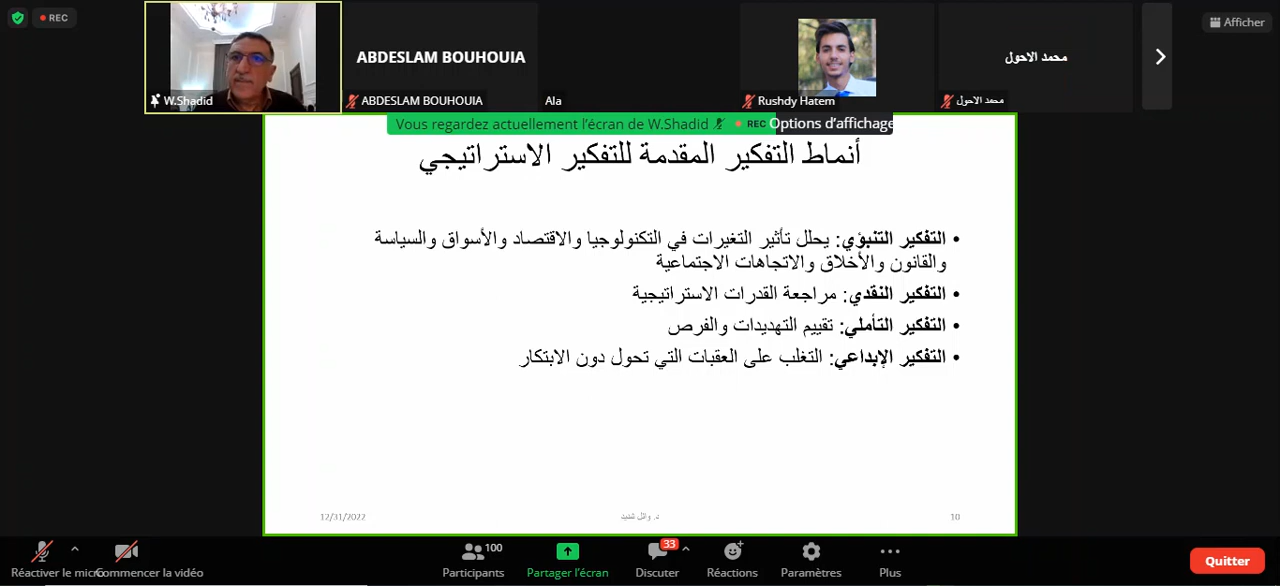 REC
Afficher
ABDESLAM BOUHOUIA
محمد الاحول
W.Shadid
ABDESLAM BOUHOUIA
Ala
Rushdy Hatem
محمد الاحول
Vous regardez actuellement l'écran de W.Shadid
REC
Options d'affichage
أنماط التفكير المقدمة للتفكير الاستراتيجي
• التفكير التنبؤي: يحلل تأثير التغيرات في التكنولوجيا والاقتصاد والأسواق والسياسة
والقانون والأخلاق والاتجاهات الاجتماعية
• التفكير النقدي: مراجعة القدرات الاستراتيجية
• التفكير التأملي: تقييم التهديدات والفرص
• التفكير الإبداعي: التغلب على العقبات التي تحول دون الابتكار
12/31/2022
د. وائل شديد
10
Réactiver le micro
Commencer la vidéo
100
Participants
Partager l'écran
33
Discuter
Réactions
Paramètres
Plus
Quitter